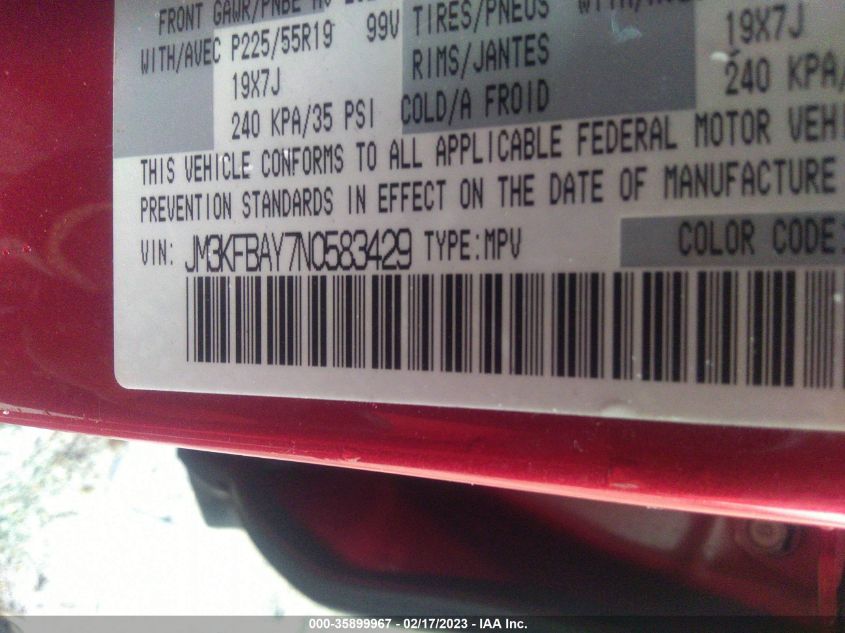 FRONT GAWR/PNBE AV
WITH/AVEC P225/55R19 99V TIRES/PNEUS
19X7J RIMS/JANTES 19X7J
240 KPA/35 PSI COLD/A FROID 240 KPA/
THIS VEHICLE CONFORMS TO ALL APPLICABLE FEDERAL MOTOR VEHI
PREVENTION STANDARDS IN EFFECT ON THE DATE OF MANUFACTURE
VIN: JM3KFBAY7N0583429 TYPE:MPV COLOR CODE:
000-35899967 - 02/17/2023 - IAA Inc.